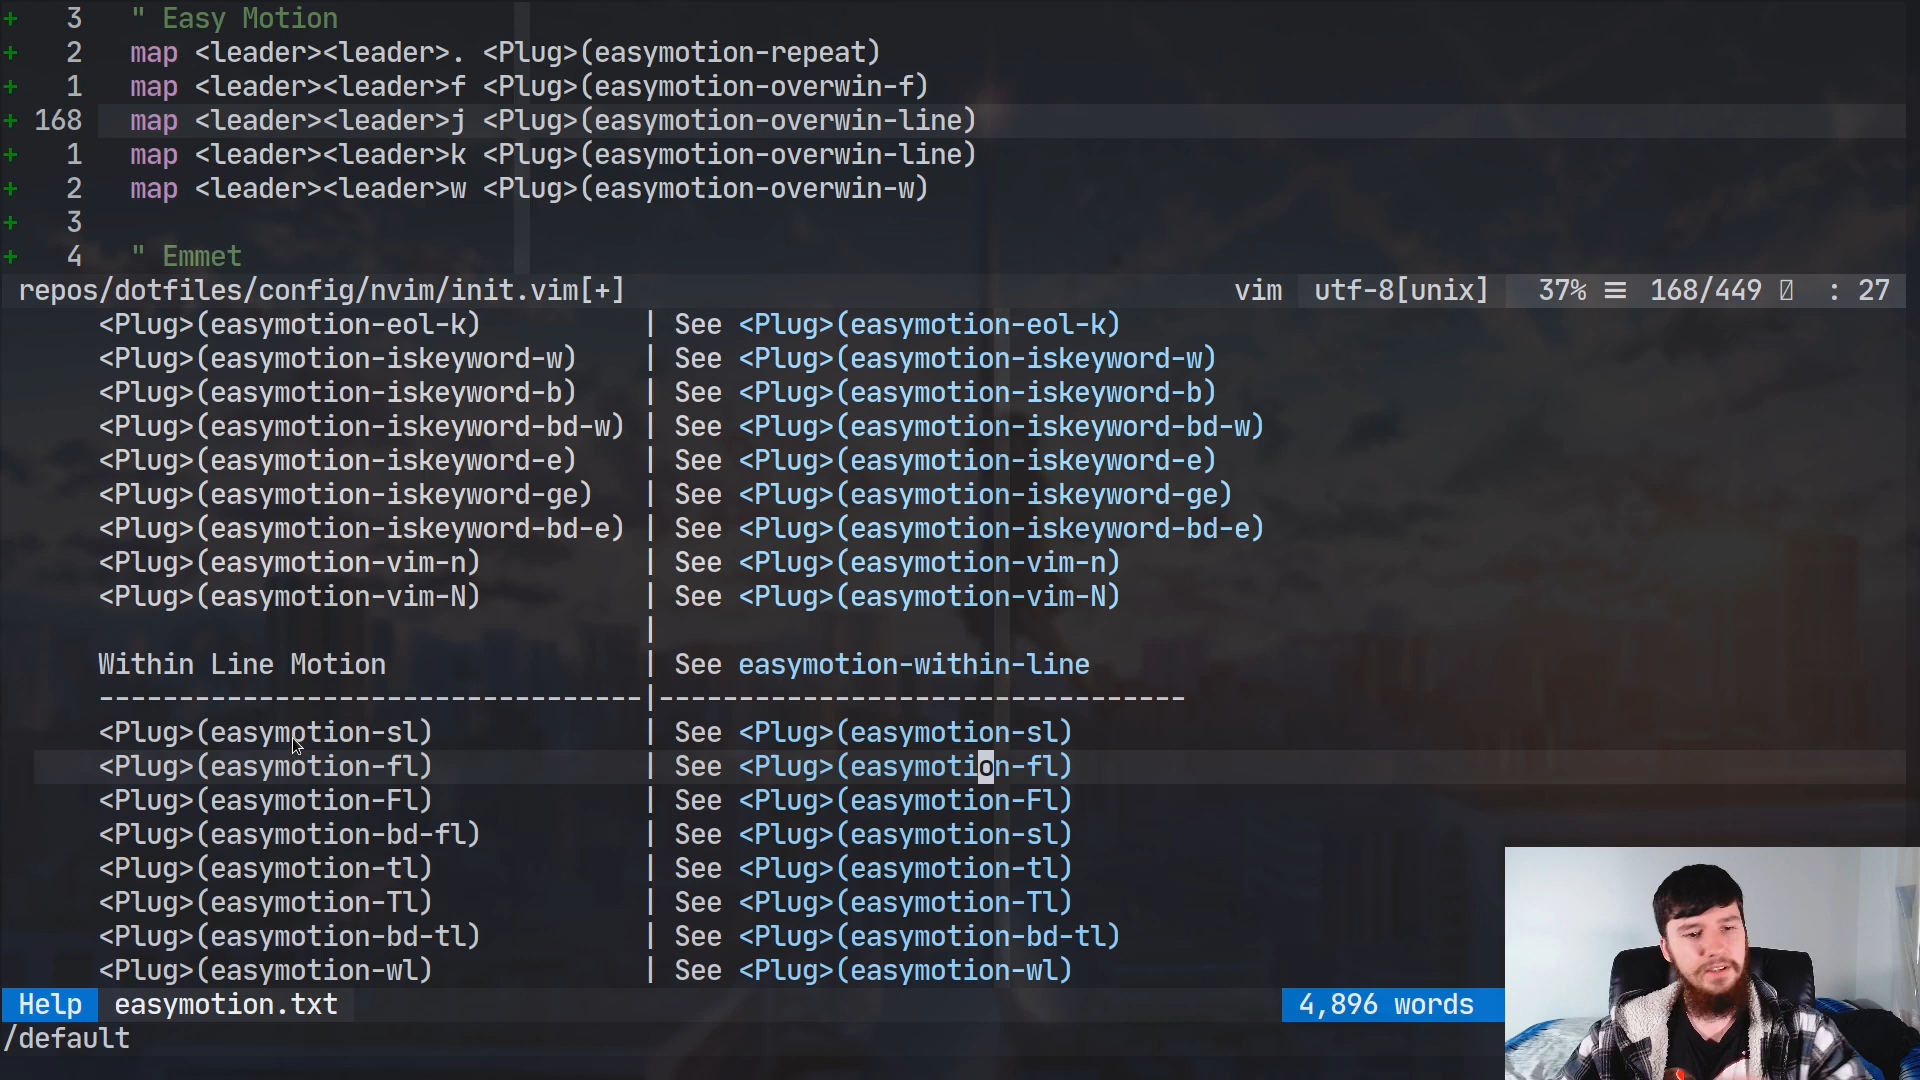 + 3 " Easy Motion
+ 2 map <leader><leader>. <Plug>(easymotion-repeat)
+ 1 map <leader><leader>f <Plug>(easymotion-overwin-f)
+ 168 map <leader><leader>j <Plug>(easymotion-overwin-line)
+ 1 map <leader><leader>k <Plug>(easymotion-overwin-line)
+ 2 map <leader><leader>w <Plug>(easymotion-overwin-w)
+ 3
+ 4 " Emmet
repos/dotfiles/config/nvim/init.vim[+] vim utf-8[unix] 37% ☰ 168/449 : 27
<Plug>(easymotion-eol-k) | See <Plug>(easymotion-eol-k)
<Plug>(easymotion-iskeyword-w) | See <Plug>(easymotion-iskeyword-w)
<Plug>(easymotion-iskeyword-b) | See <Plug>(easymotion-iskeyword-b)
<Plug>(easymotion-iskeyword-bd-w) | See <Plug>(easymotion-iskeyword-bd-w)
<Plug>(easymotion-iskeyword-e) | See <Plug>(easymotion-iskeyword-e)
<Plug>(easymotion-iskeyword-ge) | See <Plug>(easymotion-iskeyword-ge)
<Plug>(easymotion-iskeyword-bd-e) | See <Plug>(easymotion-iskeyword-bd-e)
<Plug>(easymotion-vim-n) | See <Plug>(easymotion-vim-n)
<Plug>(easymotion-vim-N) | See <Plug>(easymotion-vim-N)
|
Within Line Motion | See easymotion-within-line
----------------------------------|---------------------------------
<Plug>(easymotion-sl) | See <Plug>(easymotion-sl)
<Plug>(easymotion-fl) | See <Plug>(easymotion-fl)
<Plug>(easymotion-Fl) | See <Plug>(easymotion-Fl)
<Plug>(easymotion-bd-fl) | See <Plug>(easymotion-sl)
<Plug>(easymotion-tl) | See <Plug>(easymotion-tl)
<Plug>(easymotion-Tl) | See <Plug>(easymotion-Tl)
<Plug>(easymotion-bd-tl) | See <Plug>(easymotion-bd-tl)
<Plug>(easymotion-wl) | See <Plug>(easymotion-wl)
Help easymotion.txt 4,896 words
/default